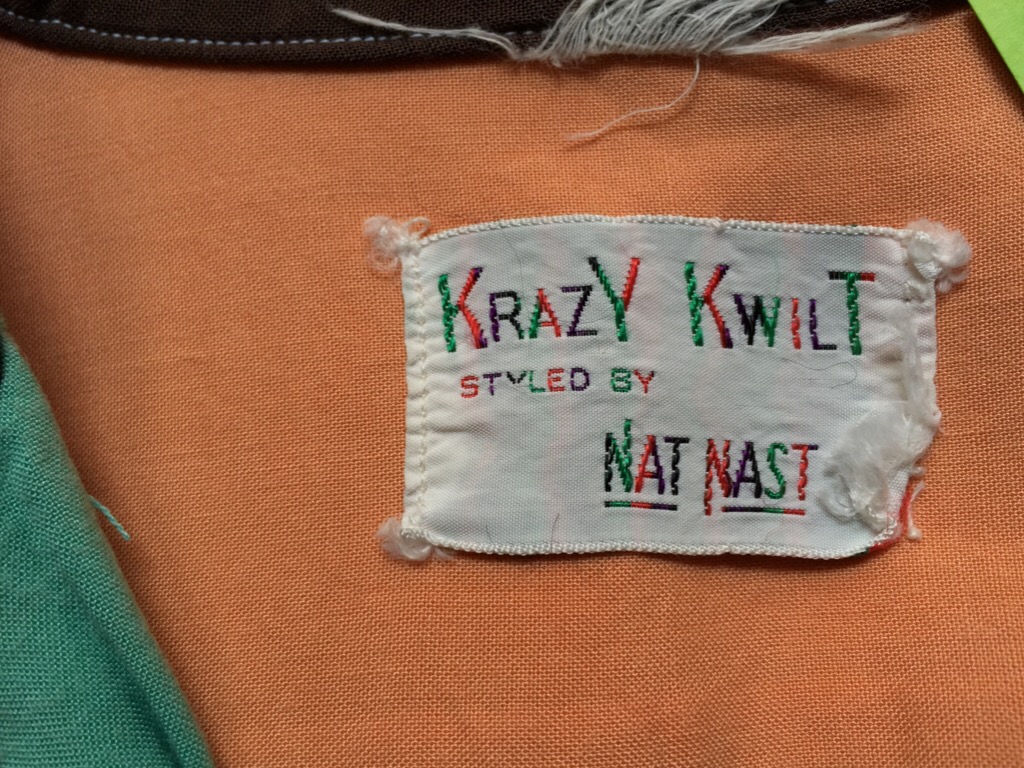 KRAZY KWILT
STYLED BY
NAT NAST